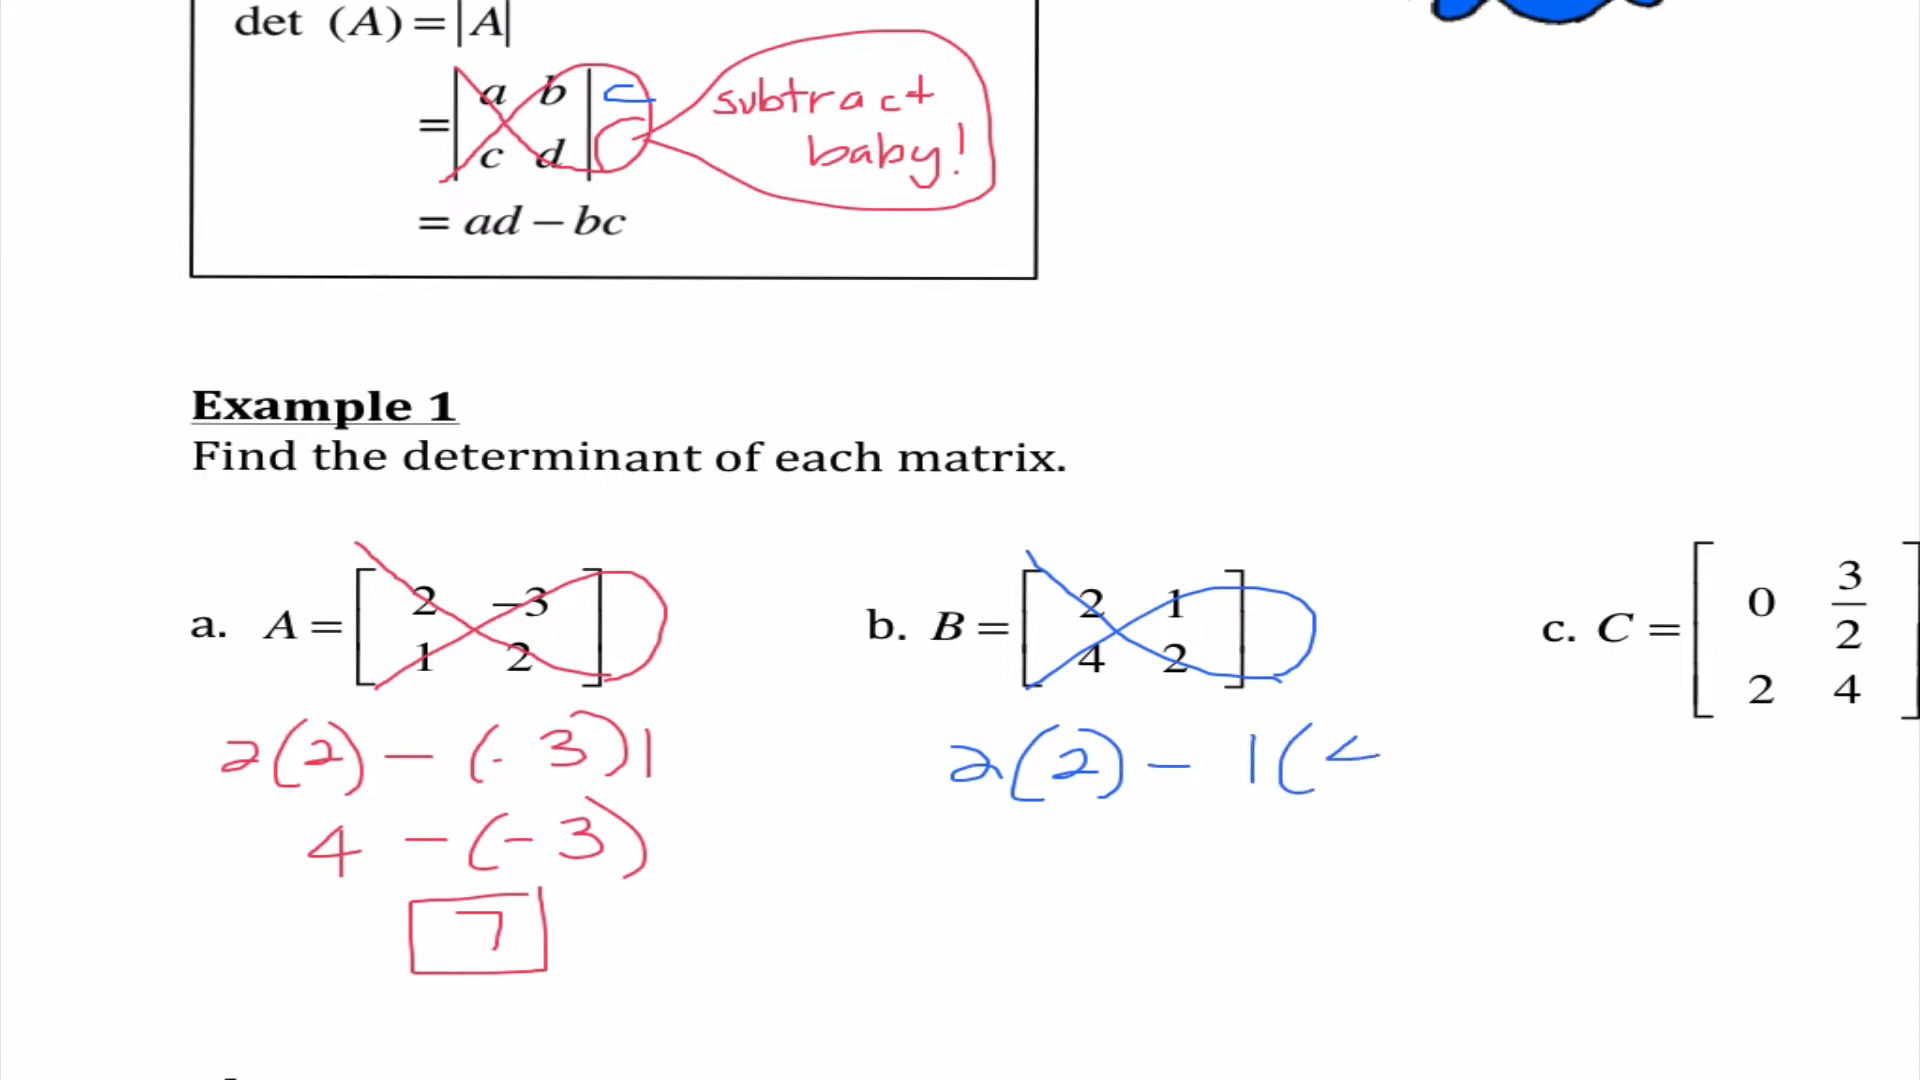 det (A) = |A|
= | a b |
| c d |
subtract
baby!
= ad − bc
Example 1
Find the determinant of each matrix.
a. A = [ 2 −3 ]
[ 1 2 ]
b. B = [ 2 1 ]
[ 4 2 ]
c. C = [ 0 3/2 ]
[ 2 4 ]
2(2) − (-3)1
4 − (-3)
7
2(2) − 1(